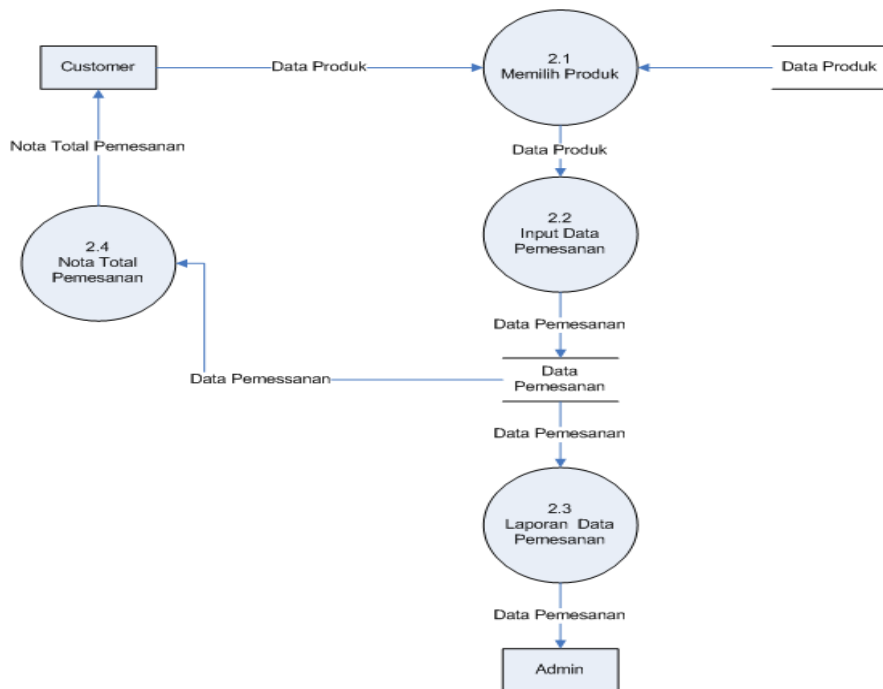 Customer
Data Produk
2.1
Memilih Produk
Data Produk
Data Produk
Nota Total Pemesanan
2.2
Input Data
Pemesanan
2.4
Nota Total
Pemesanan
Data Pemesanan
Data Pemessanan
Data
Pemesanan
Data Pemesanan
2.3
Laporan Data
Pemesanan
Data Pemesanan
Admin